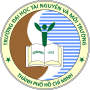 TRƯỜNG ĐẠI HỌC TÀI NGUYÊN VÀ MÔI TRƯỜNG
THÀNH PHỐ HỒ CHÍ MINH